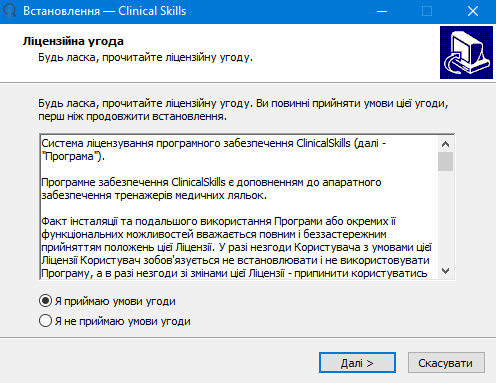 Встановлення — Clinical Skills
Ліцензійна угода
Будь ласка, прочитайте ліцензійну угоду.
Будь ласка, прочитайте ліцензійну угоду. Ви повинні прийняти умови цієї угоди,
перш ніж продовжити встановлення.
Система ліцензування програмного забезпечення ClinicalSkills (далі -
"Програма").
Програмне забезпечення ClinicalSkills є доповненням до апаратного
забезпечення тренажерів медичних ляльок.
Факт інсталяції та подальшого використання Програми або окремих її
функціональних можливостей вважається повним і беззастережним
прийняттям положень цієї Ліцензії. У разі незгоди Користувача з умовами цієї
Ліцензії Користувач зобов'язується не встановлювати і не використовувати
Програму, а в разі незгоди зі змінами цієї Ліцензії - припинити користуватись
Я приймаю умови угоди
Я не приймаю умови угоди
Далі >
Скасувати